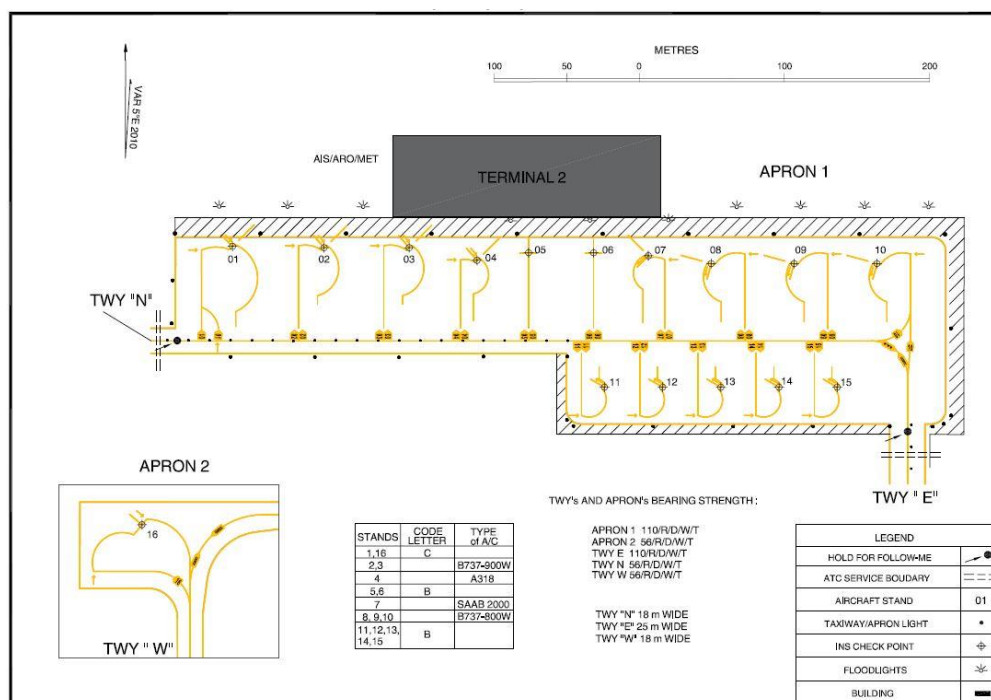 METRES
100 50 0 100 200
VAR 5°E 2010
AIS/ARO/MET
TERMINAL 2
APRON 1
01 02 03 04 05 06 07 08 09 10
TWY "N"
11 12 13 14 15
APRON 2
16
TWY " W"
TWY " E"
TWY's AND APRON's BEARING STRENGTH :
APRON 1 110/R/D/W/T
APRON 2 56/R/D/W/T
TWY E 110/R/D/W/T
TWY N 56/R/D/W/T
TWY W 56/R/D/W/T
TWY "N" 18 m WIDE
TWY "E" 25 m WIDE
TWY "W" 18 m WIDE
STANDS CODE LETTER TYPE of A/C
1,16 C
2,3 B737-900W
4 A318
5,6 B
7 SAAB 2000
8, 9,10 B737-800W
11,12,13, 14,15 B
LEGEND
HOLD FOR FOLLOW-ME
ATC SERVICE BOUDARY
AIRCRAFT STAND 01
TAXIWAY/APRON LIGHT
INS CHECK POINT
FLOODLIGHTS
BUILDING